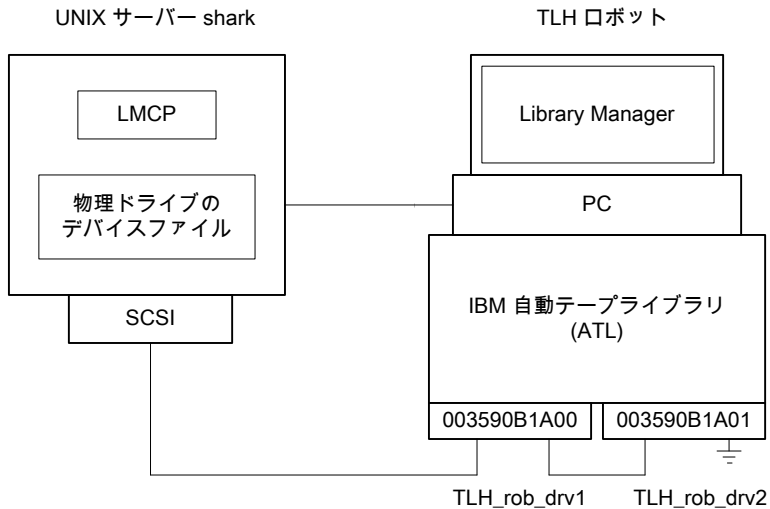 UNIX サーバー shark
TLH ロボット
LMCP
物理ドライブの
デバイスファイル
SCSI
Library Manager
PC
IBM 自動テープライブラリ
(ATL)
003590B1A00
003590B1A01
TLH_rob_drv1
TLH_rob_drv2